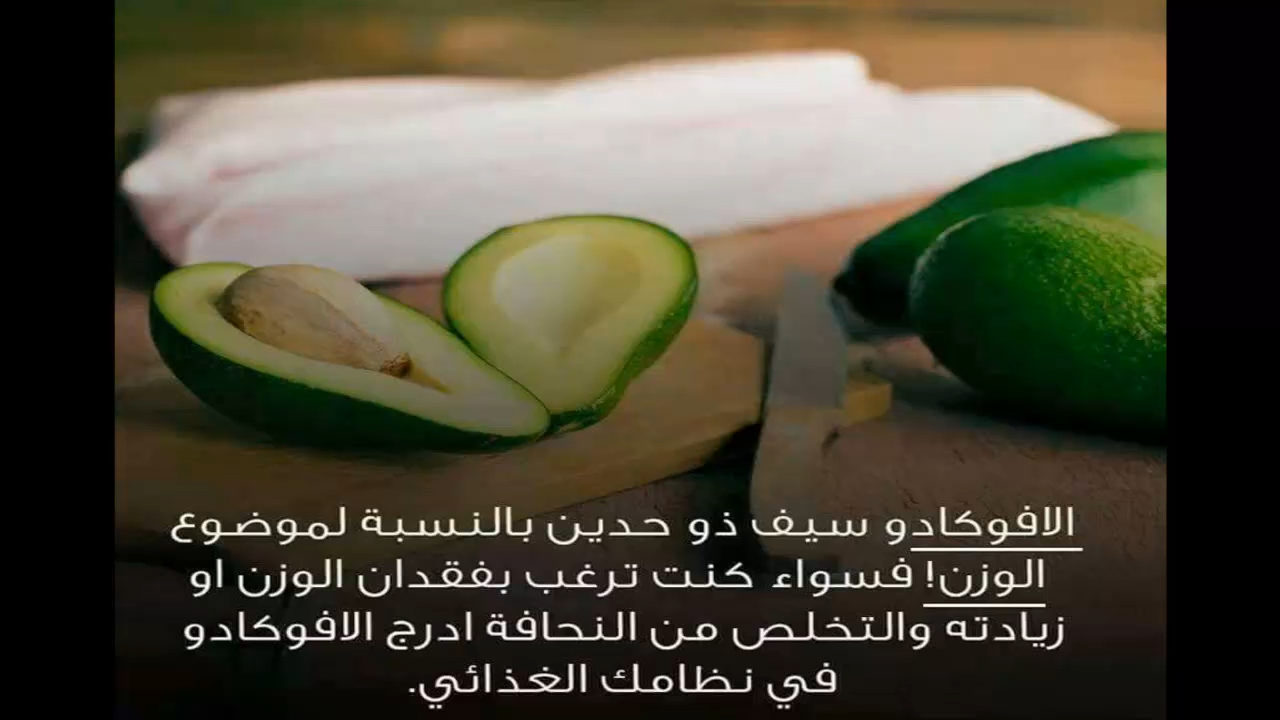 الافوكادو سيف ذو حدين بالنسبة لموضوع
الوزن! فسواء كنت ترغب بفقدان الوزن او
زيادته والتخلص من النحافة ادرج الافوكادو
في نظامك الغذائي.